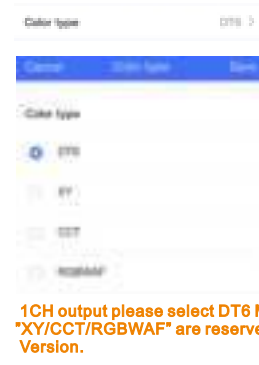 Color type DT6 >
Cancel Color type Save
Color type
DT6
XY
CCT
RGBWAF
1CH output please select DT6 M
"XY/CCT/RGBWAF" are reserve
Version.